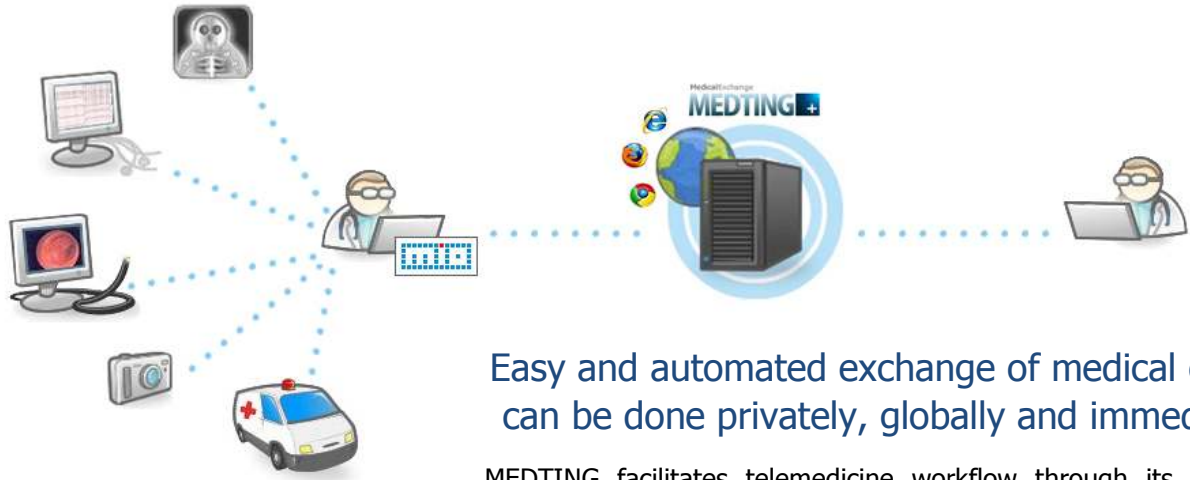 MedicalExchange
MEDTING
mio
Easy and automated exchange of medical
can be done privately, globally and
MEDTING facilitates telemedicine workflow through its